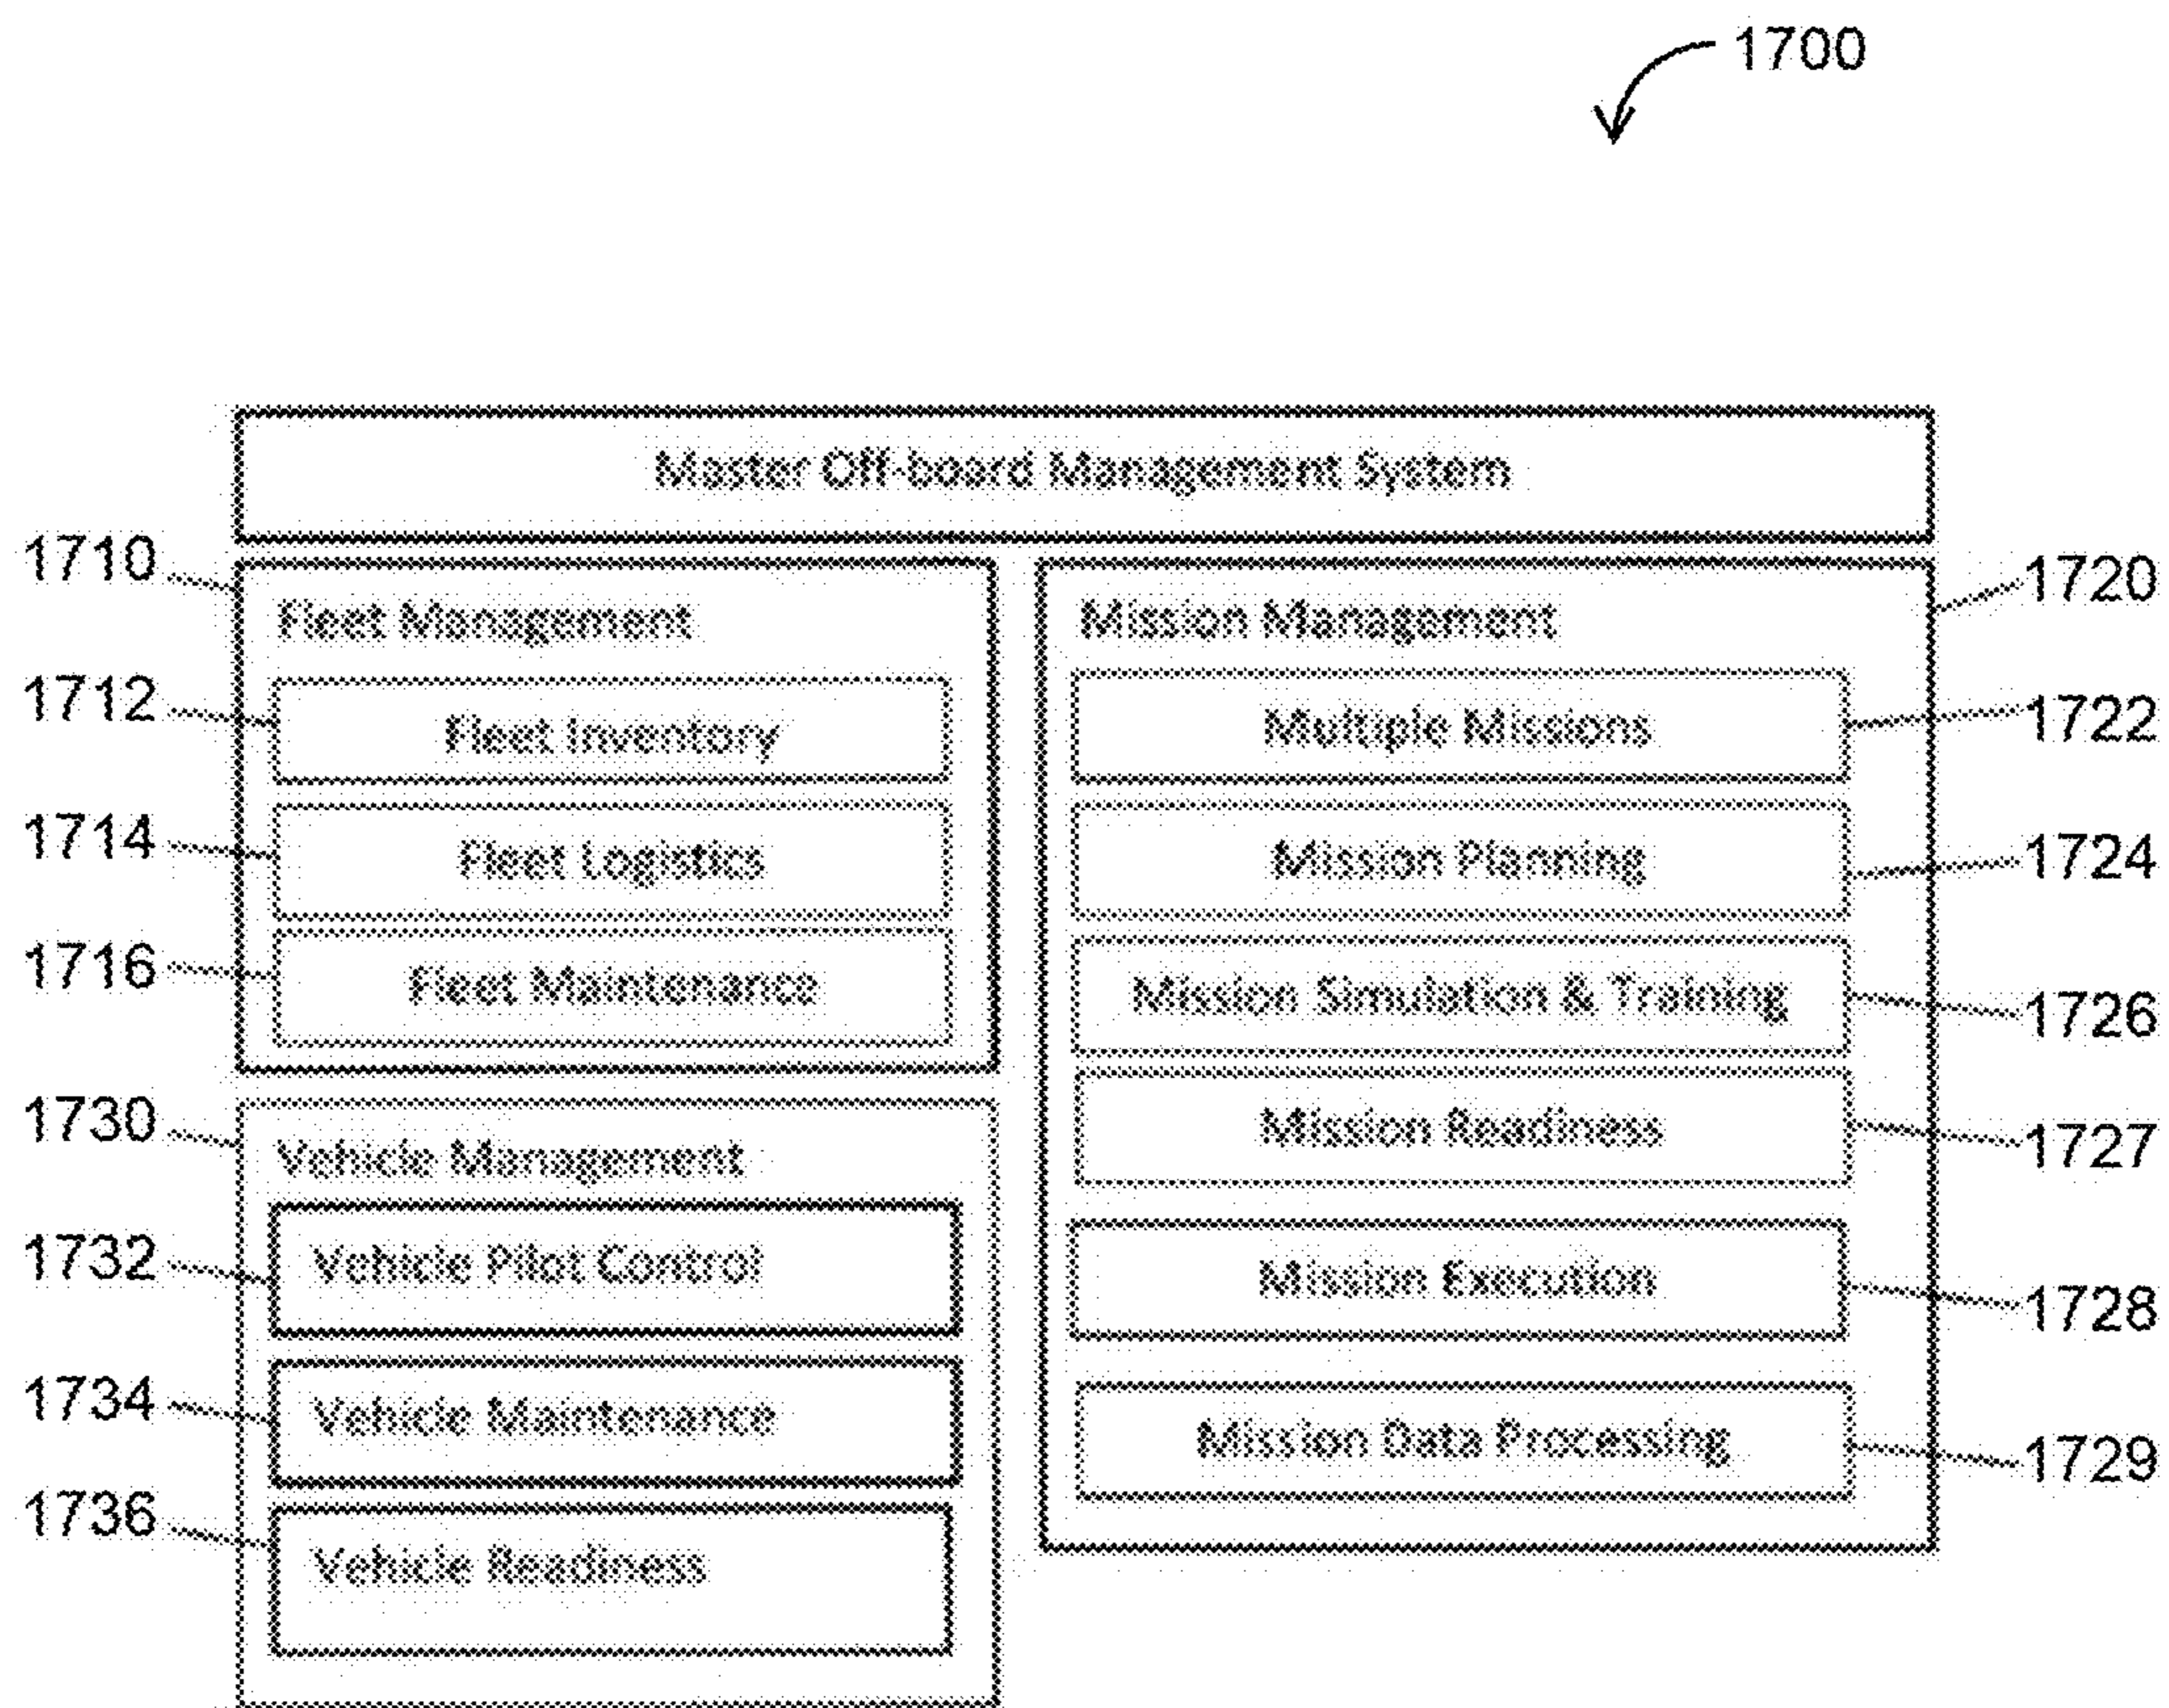 1700
Master Off-board Management System
1710
Fleet Management
1712
Fleet Inventory
1714
Fleet Logistics
1716
Fleet Maintenance
1730
Vehicle Management
1732
Vehicle Pilot Control
1734
Vehicle Maintenance
1736
Vehicle Readiness
Mission Management
1720
Multiple Missions
1722
Mission Planning
1724
Mission Simulation & Training
1726
Mission Readiness
1727
Mission Execution
1728
Mission Data Processing
1729